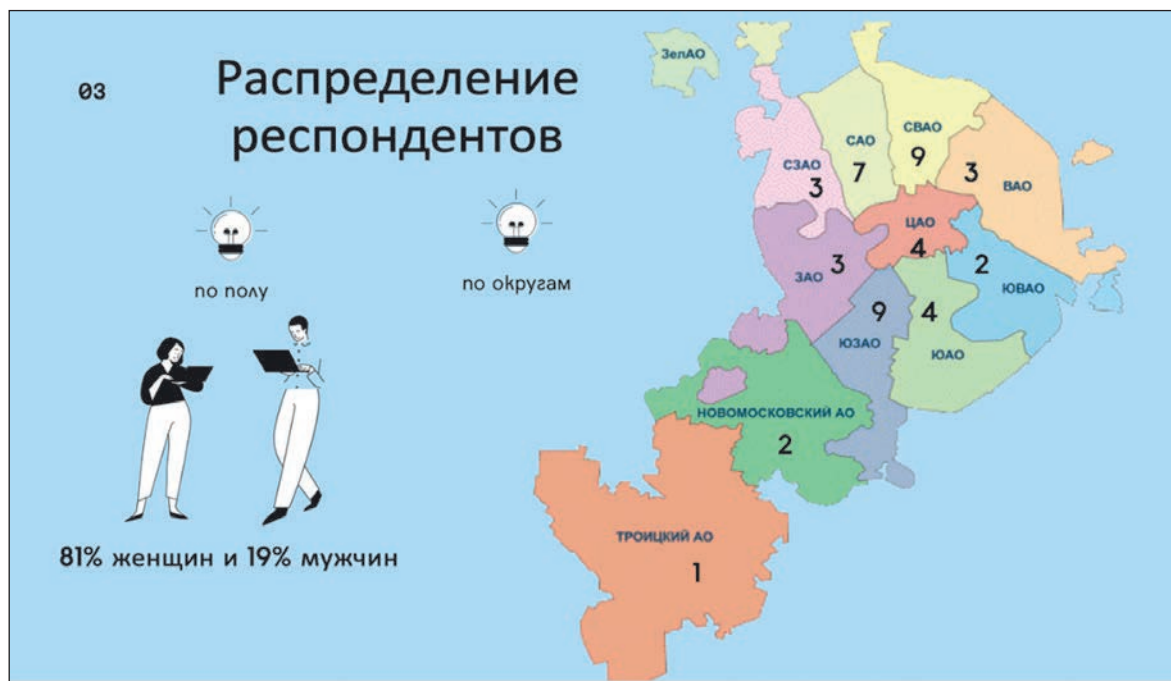 03
Распределение
респондентов
по полу
по округам
81% женщин и 19% мужчин
ЗелАО
СЗАО
3
САО
7
СВАО
9
3
ВАО
ЦАО
4
ЗАО
3
2
ЮВАО
9
ЮЗАО
4
ЮАО
НОВОМОСКОВСКИЙ АО
2
ТРОИЦКИЙ АО
1